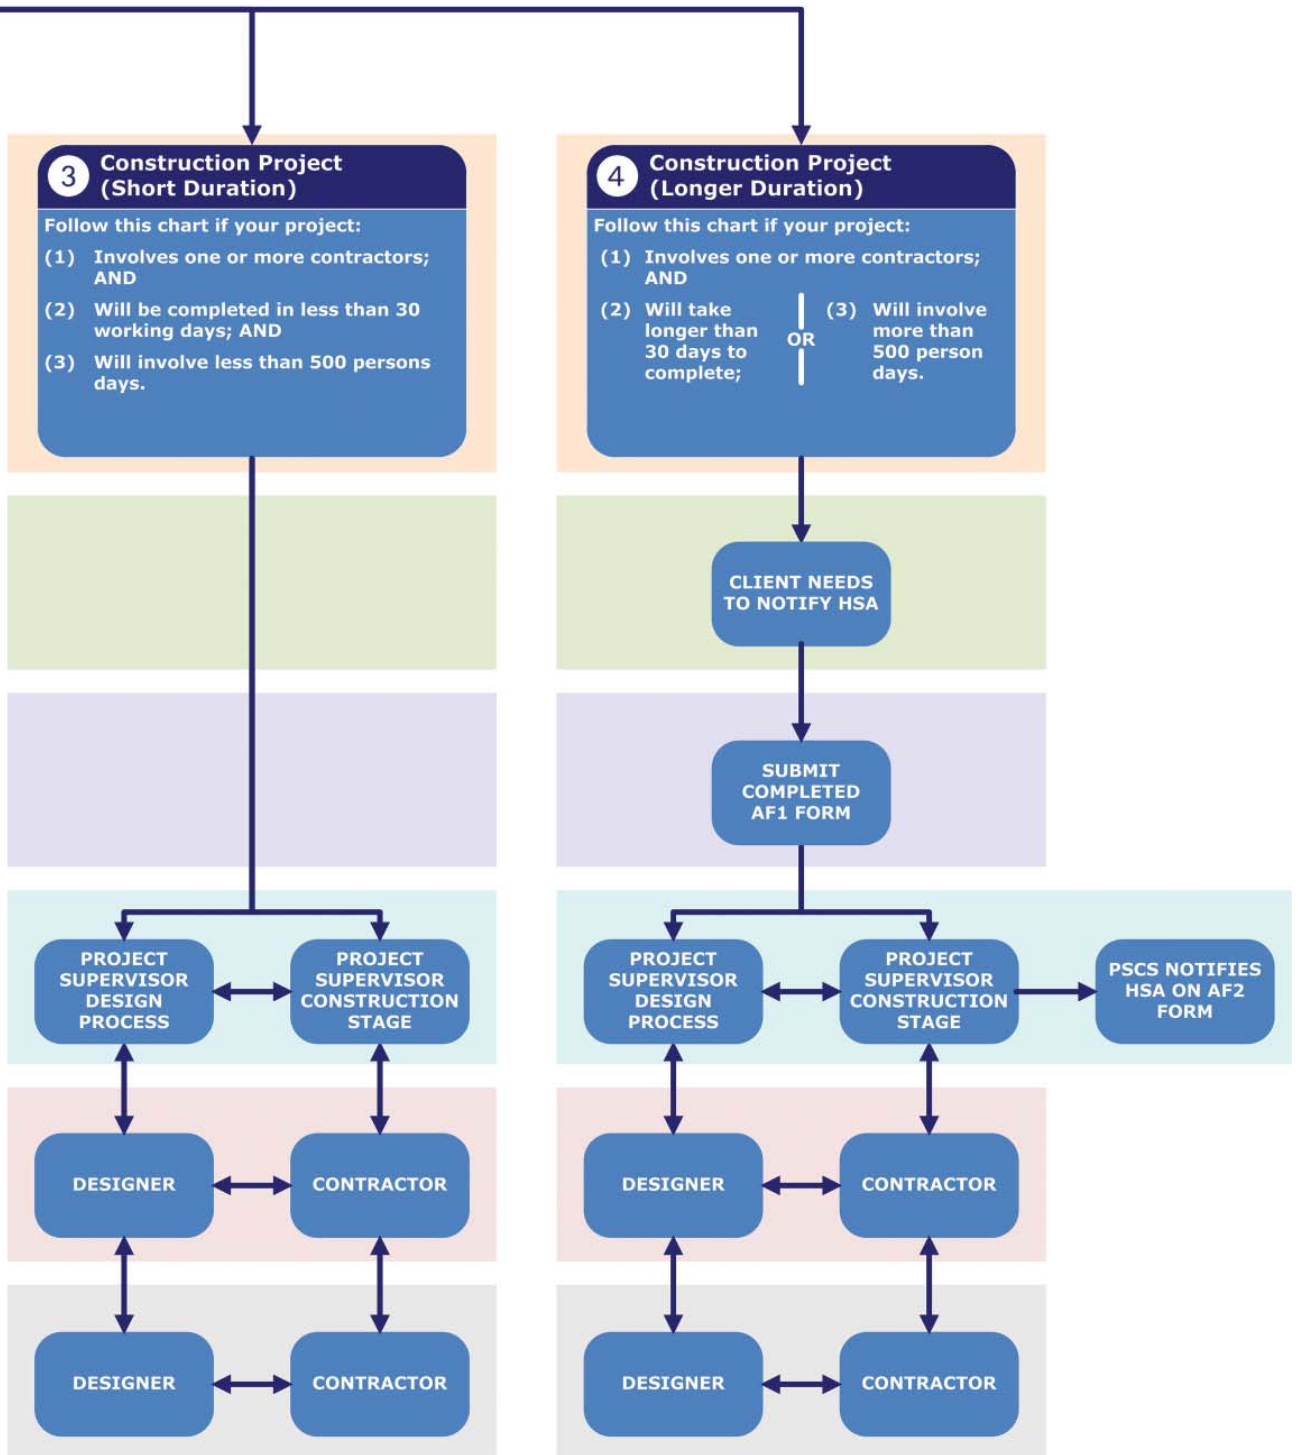 3
Construction Project
(Short Duration)
Follow this chart if your project:
(1) Involves one or more contractors;
AND
(2) Will be completed in less than 30
working days; AND
(3) Will involve less than 500 persons
days.
4
Construction Project
(Longer Duration)
Follow this chart if your project:
(1) Involves one or more contractors;
AND
(2) Will take
longer than
30 days to
complete;
OR
(3) Will involve
more than
500 person
days.
CLIENT NEEDS
TO NOTIFY HSA
SUBMIT
COMPLETED
AF1 FORM
PROJECT
SUPERVISOR
DESIGN
PROCESS
PROJECT
SUPERVISOR
CONSTRUCTION
STAGE
PROJECT
SUPERVISOR
DESIGN
PROCESS
PROJECT
SUPERVISOR
CONSTRUCTION
STAGE
PSCS NOTIFIES
HSA ON AF2
FORM
DESIGNER
CONTRACTOR
DESIGNER
CONTRACTOR
DESIGNER
CONTRACTOR
DESIGNER
CONTRACTOR